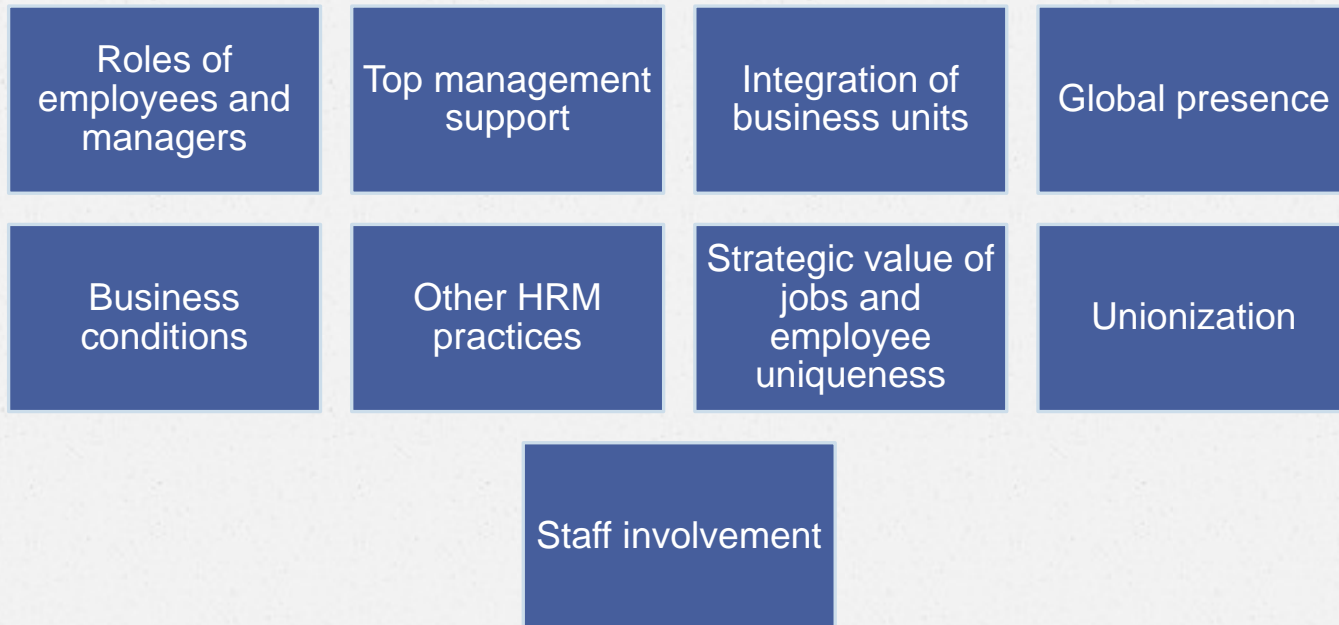 Roles of
employees and
managers
Top management
support
Integration of
business units
Global presence
Business
conditions
Other HRM
practices
Strategic value of
jobs and
employee
uniqueness
Unionization
Staff involvement